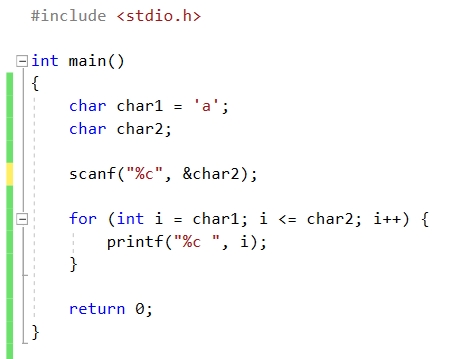 #include <stdio.h>
int main()
{
char char1 = 'a';
char char2;
scanf("%c", &char2);
for (int i = char1; i <= char2; i++) {
printf("%c ", i);
}
return 0;
}